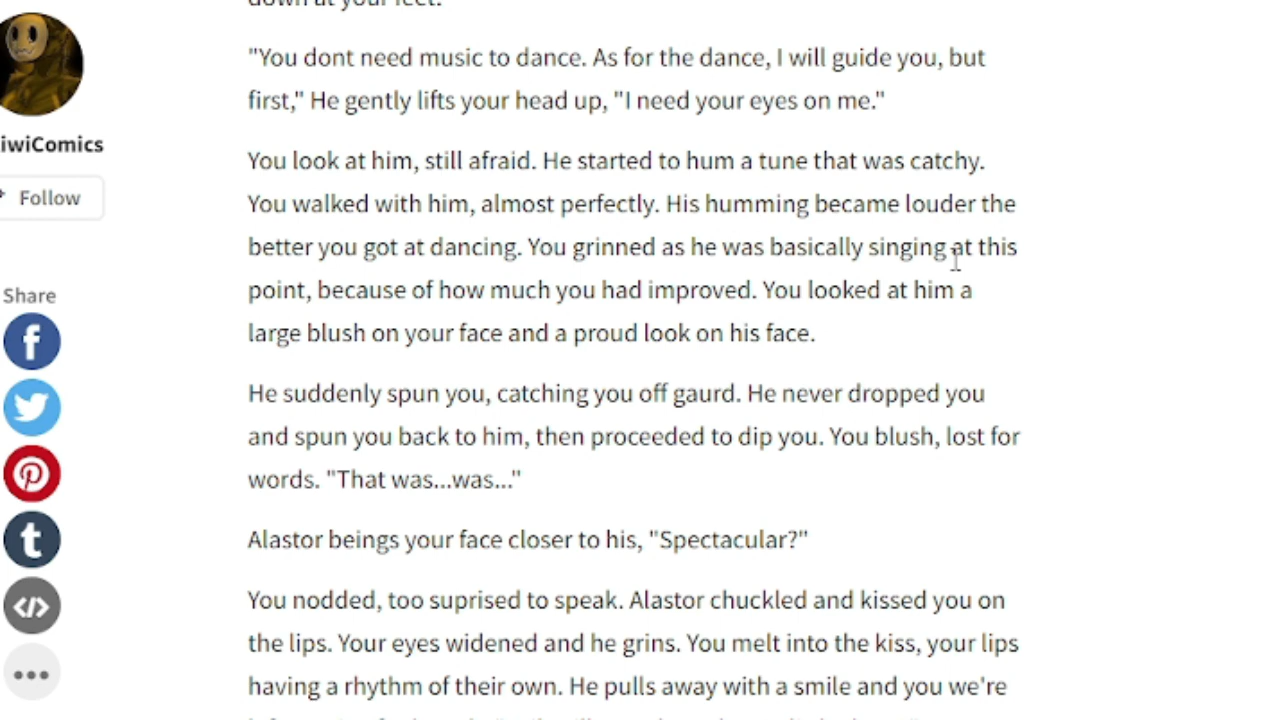 down at your feet.
"You dont need music to dance. As for the dance, I will guide you, but
first," He gently lifts your head up, "I need your eyes on me."
iwiComics
Follow
You look at him, still afraid. He started to hum a tune that was catchy.
You walked with him, almost perfectly. His humming became louder the
better you got at dancing. You grinned as he was basically singing at this
point, because of how much you had improved. You looked at him a
large blush on your face and a proud look on his face.
Share
He suddenly spun you, catching you off gaurd. He never dropped you
and spun you back to him, then proceeded to dip you. You blush, lost for
words. "That was...was..."
Alastor beings your face closer to his, "Spectacular?"
You nodded, too suprised to speak. Alastor chuckled and kissed you on
the lips. Your eyes widened and he grins. You melt into the kiss, your lips
having a rhythm of their own. He pulls away with a smile and you we're